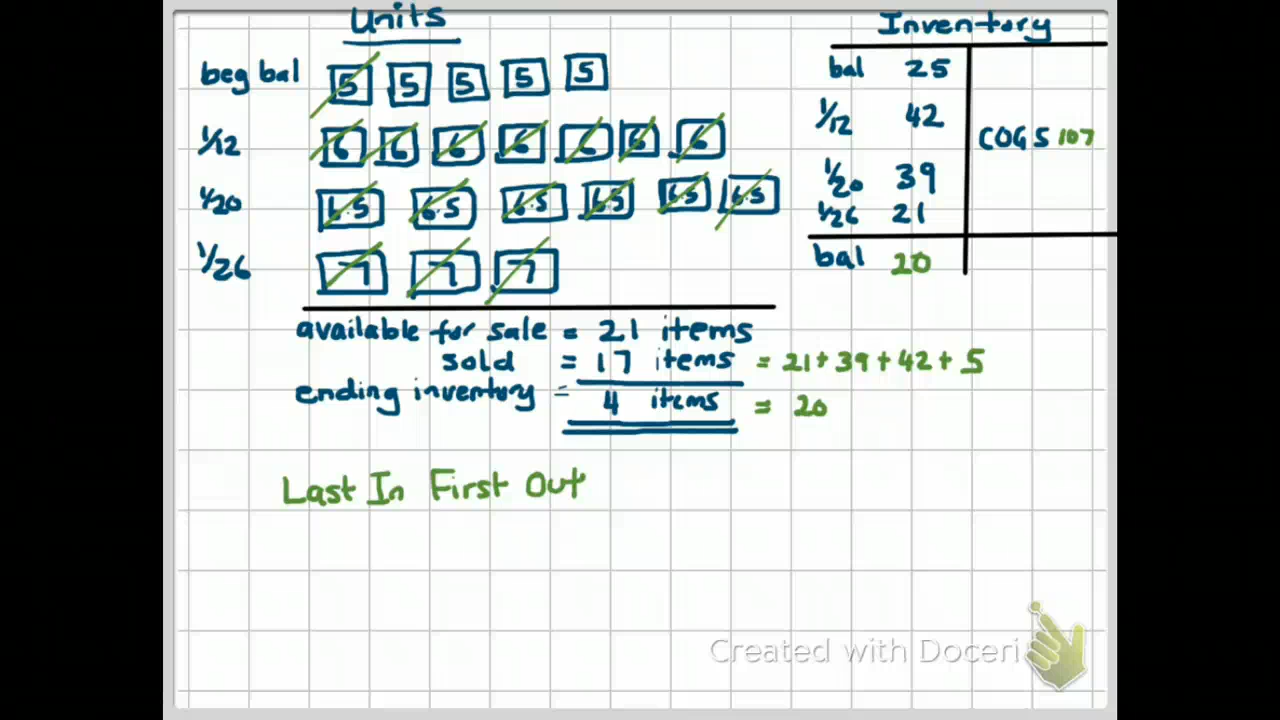 Units
beg bal 5 5 5 5 5
1/12 6 6 6 6 6 6 6
1/20 6.5 6.5 6.5 6.5 6.5 6.5
1/26 7 7 7
available for sale = 21 items
sold = 17 items = 21 + 39 + 42 + 5
ending inventory = 4 items = 20
Last In First Out
Inventory
bal 25
1/12 42
COGS 107
1/20 39
1/26 21
bal 20
Created with Doceri